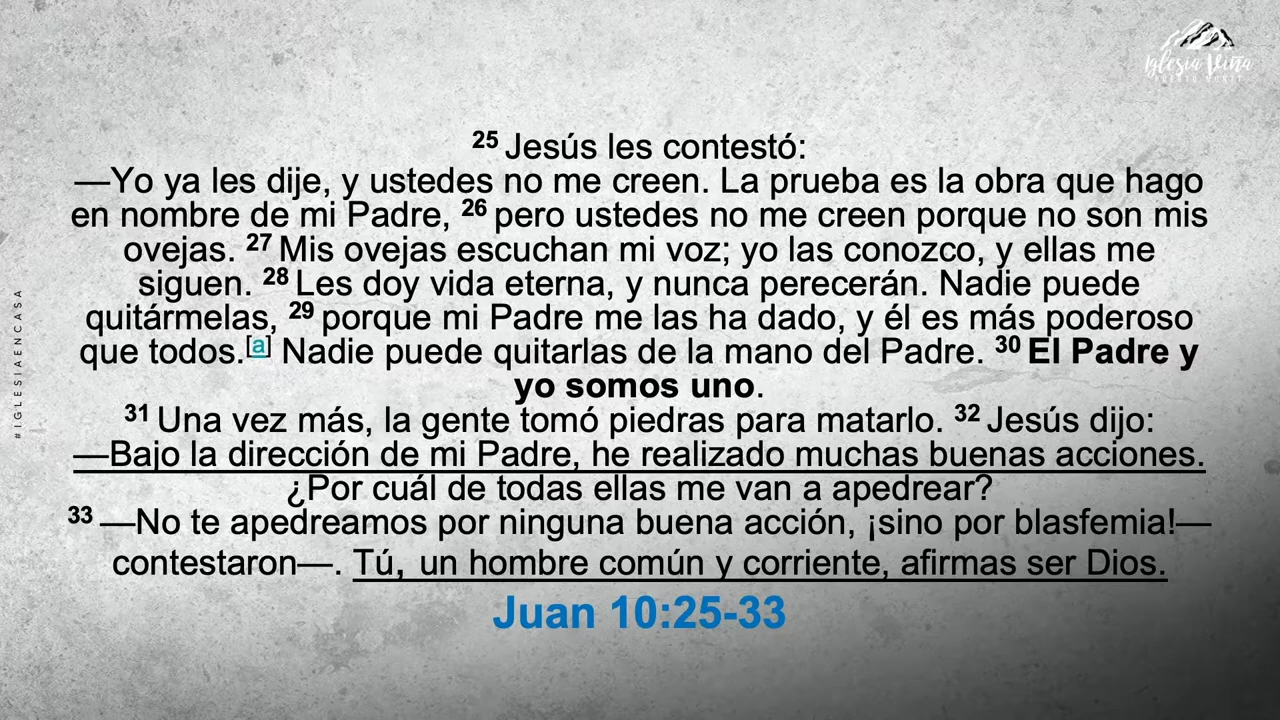 Iglesia Viña
PUERTO MONTT
#IGLESIAENCASA
25 Jesús les contestó:
—Yo ya les dije, y ustedes no me creen. La prueba es la obra que hago
en nombre de mi Padre, 26 pero ustedes no me creen porque no son mis
ovejas. 27 Mis ovejas escuchan mi voz; yo las conozco, y ellas me
siguen. 28 Les doy vida eterna, y nunca perecerán. Nadie puede
quitármelas, 29 porque mi Padre me las ha dado, y él es más poderoso
que todos.[a] Nadie puede quitarlas de la mano del Padre. 30 El Padre y
yo somos uno.
31 Una vez más, la gente tomó piedras para matarlo. 32 Jesús dijo:
—Bajo la dirección de mi Padre, he realizado muchas buenas acciones.
¿Por cuál de todas ellas me van a apedrear?
33 —No te apedreamos por ninguna buena acción, ¡sino por blasfemia!—
contestaron—. Tú, un hombre común y corriente, afirmas ser Dios.
Juan 10:25-33